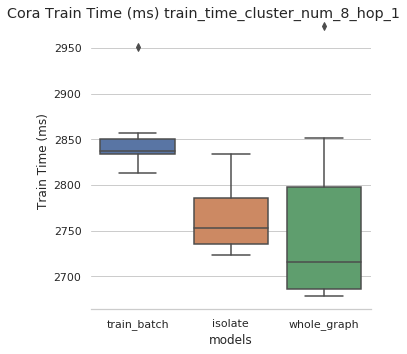 Cora Train Time (ms) train_time_cluster_num_8_hop_1
2950
2900
2850
2800
2750
2700
Train Time (ms)
train_batch isolate whole_graph
models